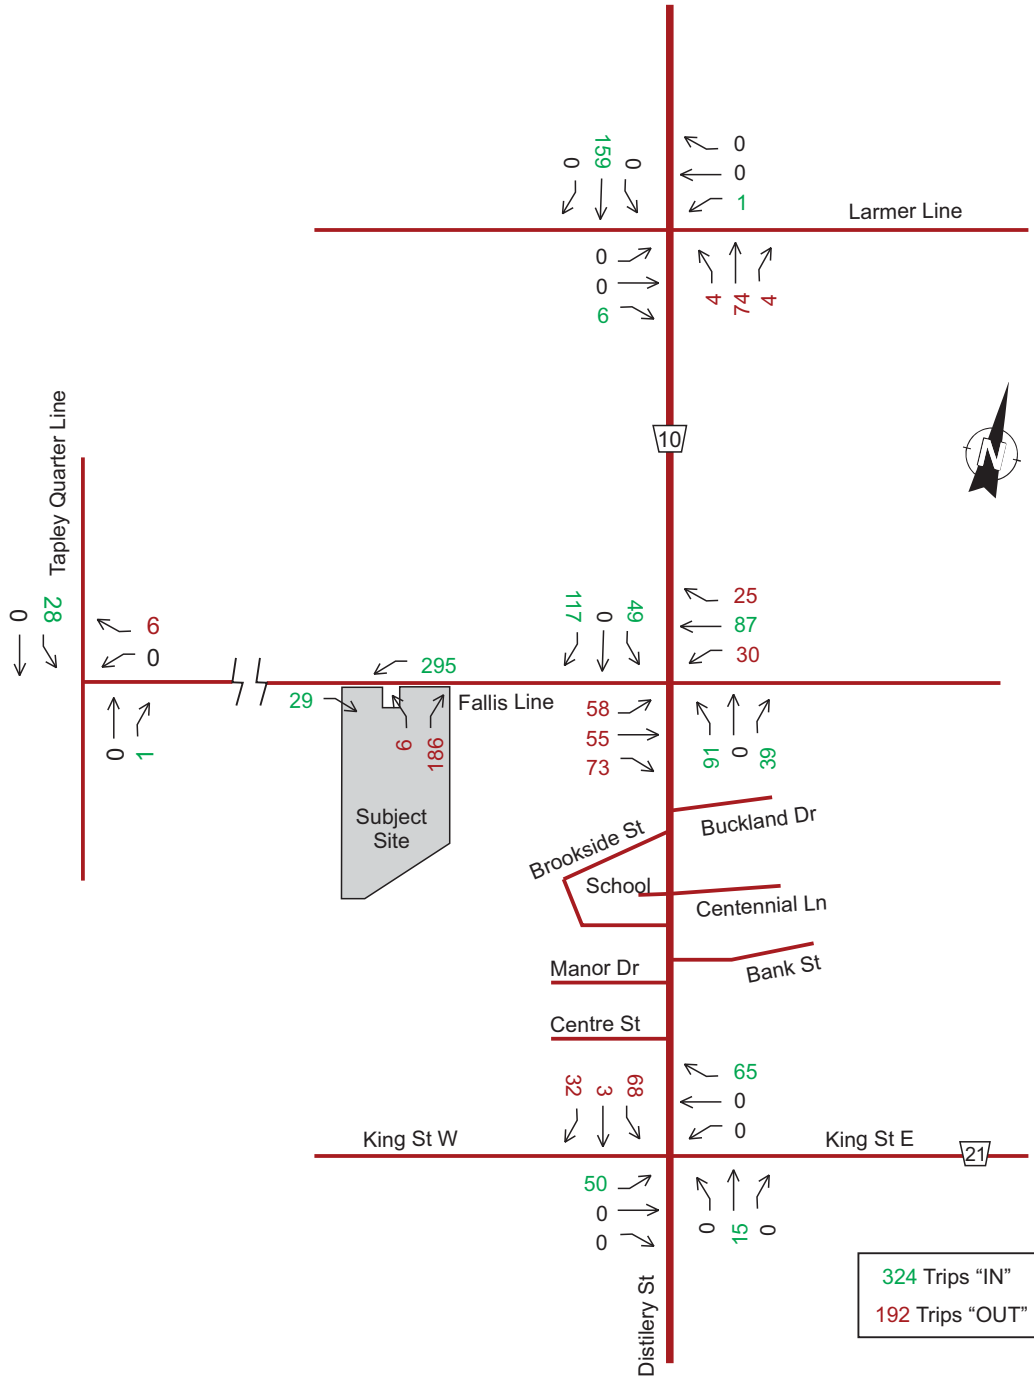 0
159
0
0
0
1
Larmer Line
0
0
6
4
74
4
10
N
Tapley Quarter Line
0
28
6
0
0
1
117
0
49
25
87
30
295
29
Fallis Line
6
186
58
55
73
91
0
39
Subject
Site
Buckland Dr
Brookside St
School
Centennial Ln
Bank St
Manor Dr
Centre St
32
3
68
65
0
0
King St W
King St E
21
50
0
0
0
15
0
Distilery St
324 Trips “IN”
192 Trips “OUT”